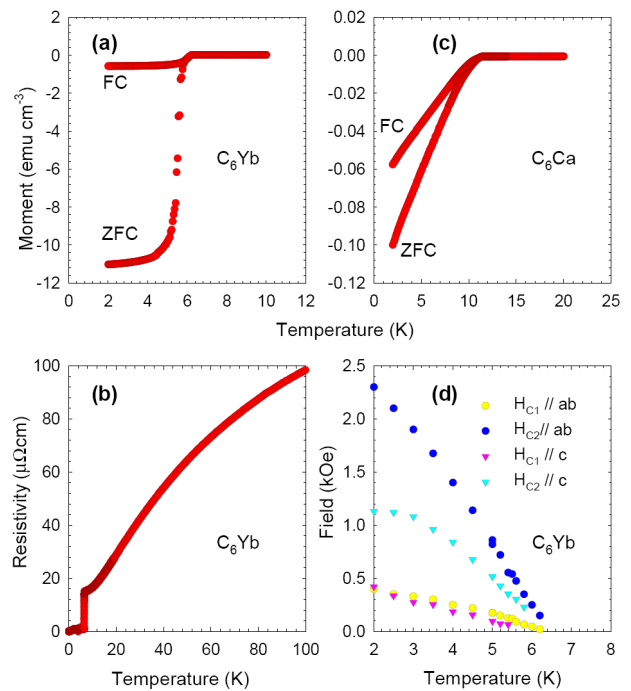 (a)
0
-2
-4
-6
-8
-10
-12
FC
ZFC
C6Yb
Moment (emu cm-3)
0 2 4 6 8 10 12
(c)
0.00
-0.02
-0.04
-0.06
-0.08
-0.10
-0.12
FC
ZFC
C6Ca
0 5 10 15 20 25
Temperature (K)
(b)
100
80
60
40
20
0
C6Yb
Resistivity (μΩcm)
0 20 40 60 80 100
Temperature (K)
(d)
2.5
2.0
1.5
1.0
0.5
0.0
HC1 // ab
HC2// ab
HC1 // c
HC2 // c
C6Yb
Field (kOe)
2 3 4 5 6 7 8
Temperature (K)